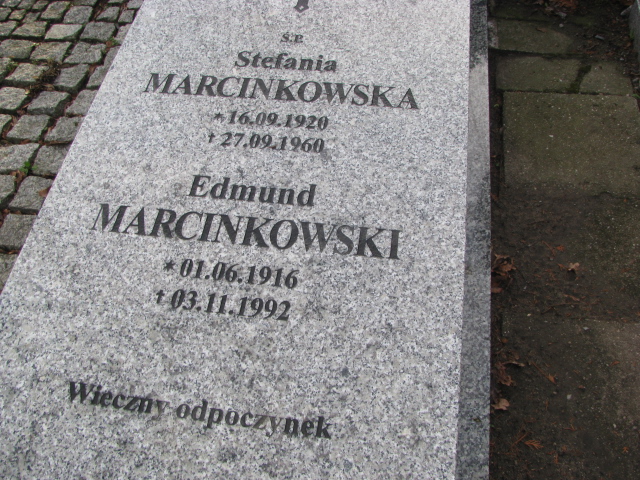 Ś.P.
Stefania
MARCINKOWSKA
* 16.09.1920
† 27.09.1960
Edmund
MARCINKOWSKI
* 01.06.1916
† 03.11.1992
Wieczny odpoczynek